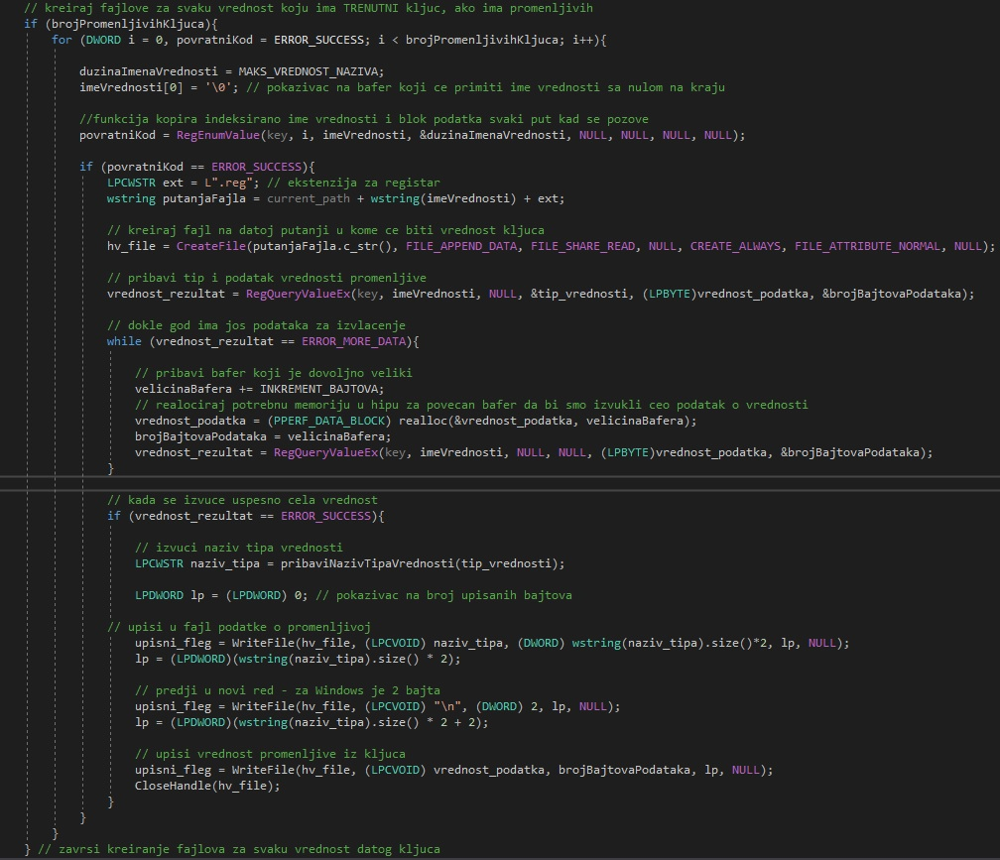 // kreiraj fajlove za svaku vrednost koju ima TRENUTNI kljuc, ako ima promenljivih
if (brojPromenljivihKljuca){
for (DWORD i = 0, povratniKod = ERROR_SUCCESS; i < brojPromenljivihKljuca; i++){
duzinaImenaVrednosti = MAKS_VREDNOST_NAZIVA;
imeVrednosti[0] = '\0'; // pokazivac na bafer koji ce primiti ime vrednosti sa nulom na kraju
//funkcija kopira indeksirano ime vrednosti i blok podatka svaki put kad se pozove
povratniKod = RegEnumValue(key, i, imeVrednosti, &duzinaImenaVrednosti, NULL, NULL, NULL, NULL);
if (povratniKod == ERROR_SUCCESS){
LPCWSTR ext = L".reg"; // ekstenzija za registar
wstring putanjaFajla = current_path + wstring(imeVrednosti) + ext;
// kreiraj fajl na datoj putanji u kome ce biti vrednost kljuca
hv_file = CreateFile(putanjaFajla.c_str(), FILE_APPEND_DATA, FILE_SHARE_READ, NULL, CREATE_ALWAYS, FILE_ATTRIBUTE_NORMAL, NULL);
// pribavi tip i podatak vrednosti promenljive
vrednost_rezultat = RegQueryValueEx(key, imeVrednosti, NULL, &tip_vrednosti, (LPBYTE)vrednost_podatka, &brojBajtovaPodataka);
// dokle god ima jos podataka za izvlacenje
while (vrednost_rezultat == ERROR_MORE_DATA){
// pribavi bafer koji je dovoljno veliki
velicinaBafera += INKREMENT_BAJTOVA;
// realociraj potrebnu memoriju u hipu za povecan bafer da bi smo izvukli ceo podatak o vrednosti
vrednost_podatka = (PPERF_DATA_BLOCK) realloc(&vrednost_podatka, velicinaBafera);
brojBajtovaPodataka = velicinaBafera;
vrednost_rezultat = RegQueryValueEx(key, imeVrednosti, NULL, NULL, (LPBYTE)vrednost_podatka, &brojBajtovaPodataka);
}
// kada se izvuce uspesno cela vrednost
if (vrednost_rezultat == ERROR_SUCCESS){
// izvuci naziv tipa vrednosti
LPCWSTR naziv_tipa = pribaviNazivTipaVrednosti(tip_vrednosti);
LPDWORD lp = (LPDWORD) 0; // pokazivac na broj upisanih bajtova
// upisi u fajl podatke o promenljivoj
upisni_fleg = WriteFile(hv_file, (LPCVOID) naziv_tipa, (DWORD) wstring(naziv_tipa).size()*2, lp, NULL);
lp = (LPDWORD)(wstring(naziv_tipa).size() * 2);
// predji u novi red - za Windows je 2 bajta
upisni_fleg = WriteFile(hv_file, (LPCVOID) "\n", (DWORD) 2, lp, NULL);
lp = (LPDWORD)(wstring(naziv_tipa).size() * 2 + 2);
// upisi vrednost promenljive iz kljuca
upisni_fleg = WriteFile(hv_file, (LPCVOID) vrednost_podatka, brojBajtovaPodataka, lp, NULL);
CloseHandle(hv_file);
}
}
}
} // zavrsi kreiranje fajlova za svaku vrednost datog kljuca